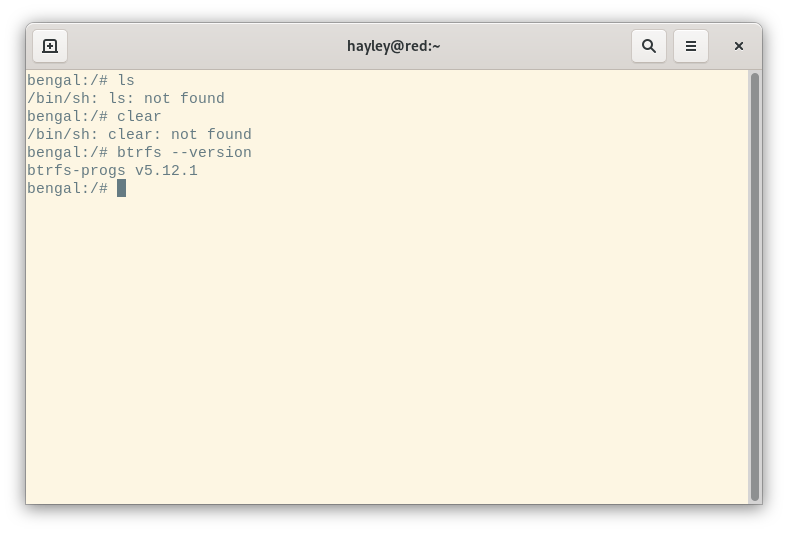 hayley@red:~
bengal:/# ls
/bin/sh: ls: not found
bengal:/# clear
/bin/sh: clear: not found
bengal:/# btrfs --version
btrfs-progs v5.12.1
bengal:/#